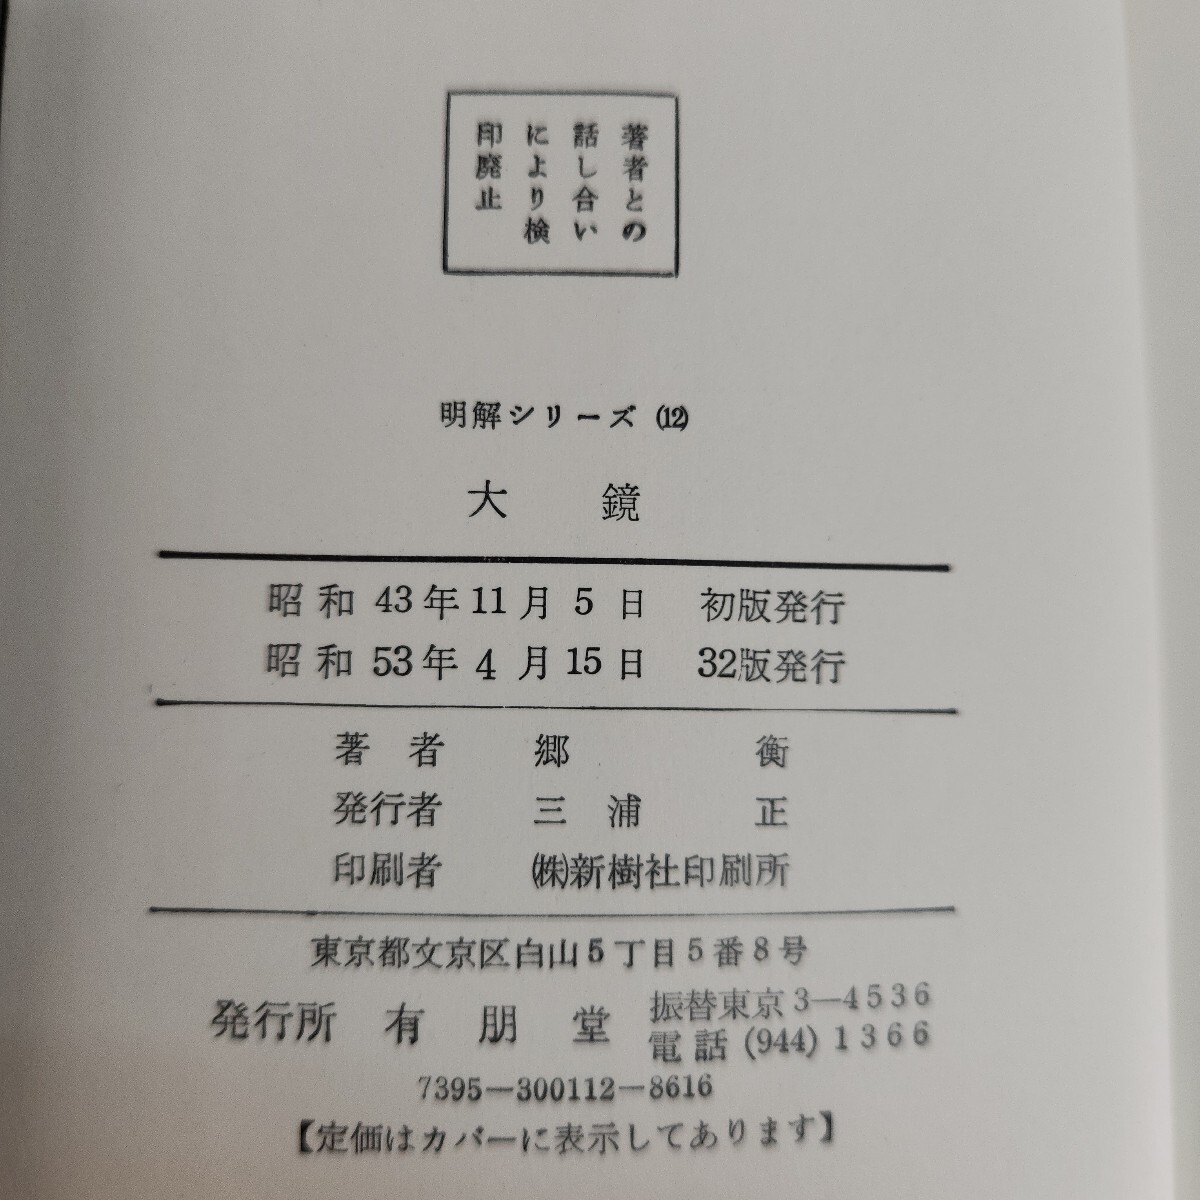 著者との
話し合い
により検
印廃止
明解シリーズ ⑿
大 鏡
昭和 43年11月 5日 初版発行
昭和 53年 4月15日 32版発行
著者 郷 衡
発行者 三浦 正
印刷者 ㈱新樹社印刷所
東京都文京区白山5丁目5番8号
発行所 有朋堂
振替東京3—4536
電話(944)1366
7395—300112—8616
【定価はカバーに表示してあります】